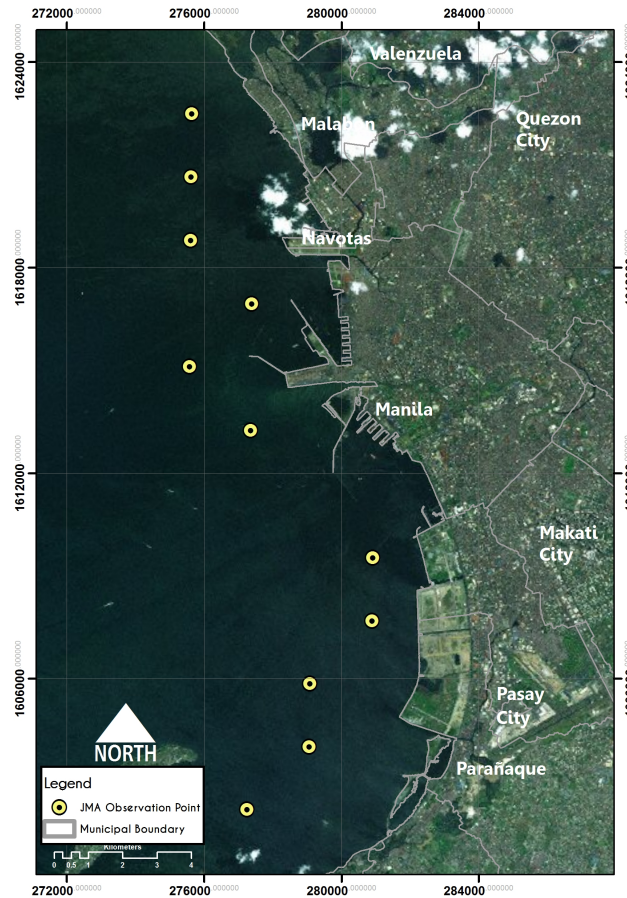 272000.000000 276000.000000 280000.000000 284000.000000
1624000.000000
Valenzuela
Malabon
Quezon
City
Navotas
1618000.000000
Manila
1612000.000000
Makati
City
1606000.000000
Pasay
City
NORTH
Parañaque
Legend
JMA Observation Point
Municipal Boundary
Kilometers
0 0.5 1 2 3 4
272000.000000 276000.000000 280000.000000 284000.000000